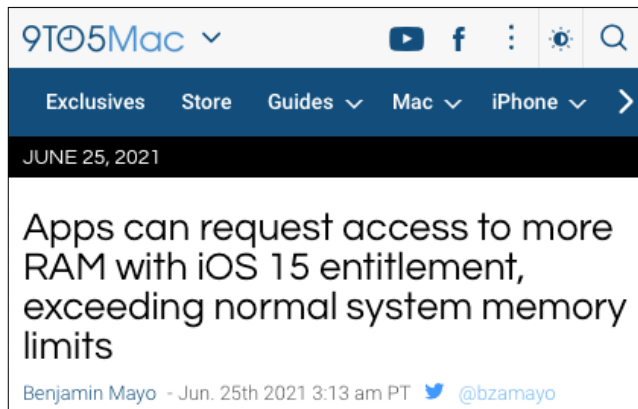 9TO5Mac
Exclusives Store Guides Mac iPhone
JUNE 25, 2021
Apps can request access to more
RAM with iOS 15 entitlement,
exceeding normal system memory
limits
Benjamin Mayo - Jun. 25th 2021 3:13 am PT @bzamayo